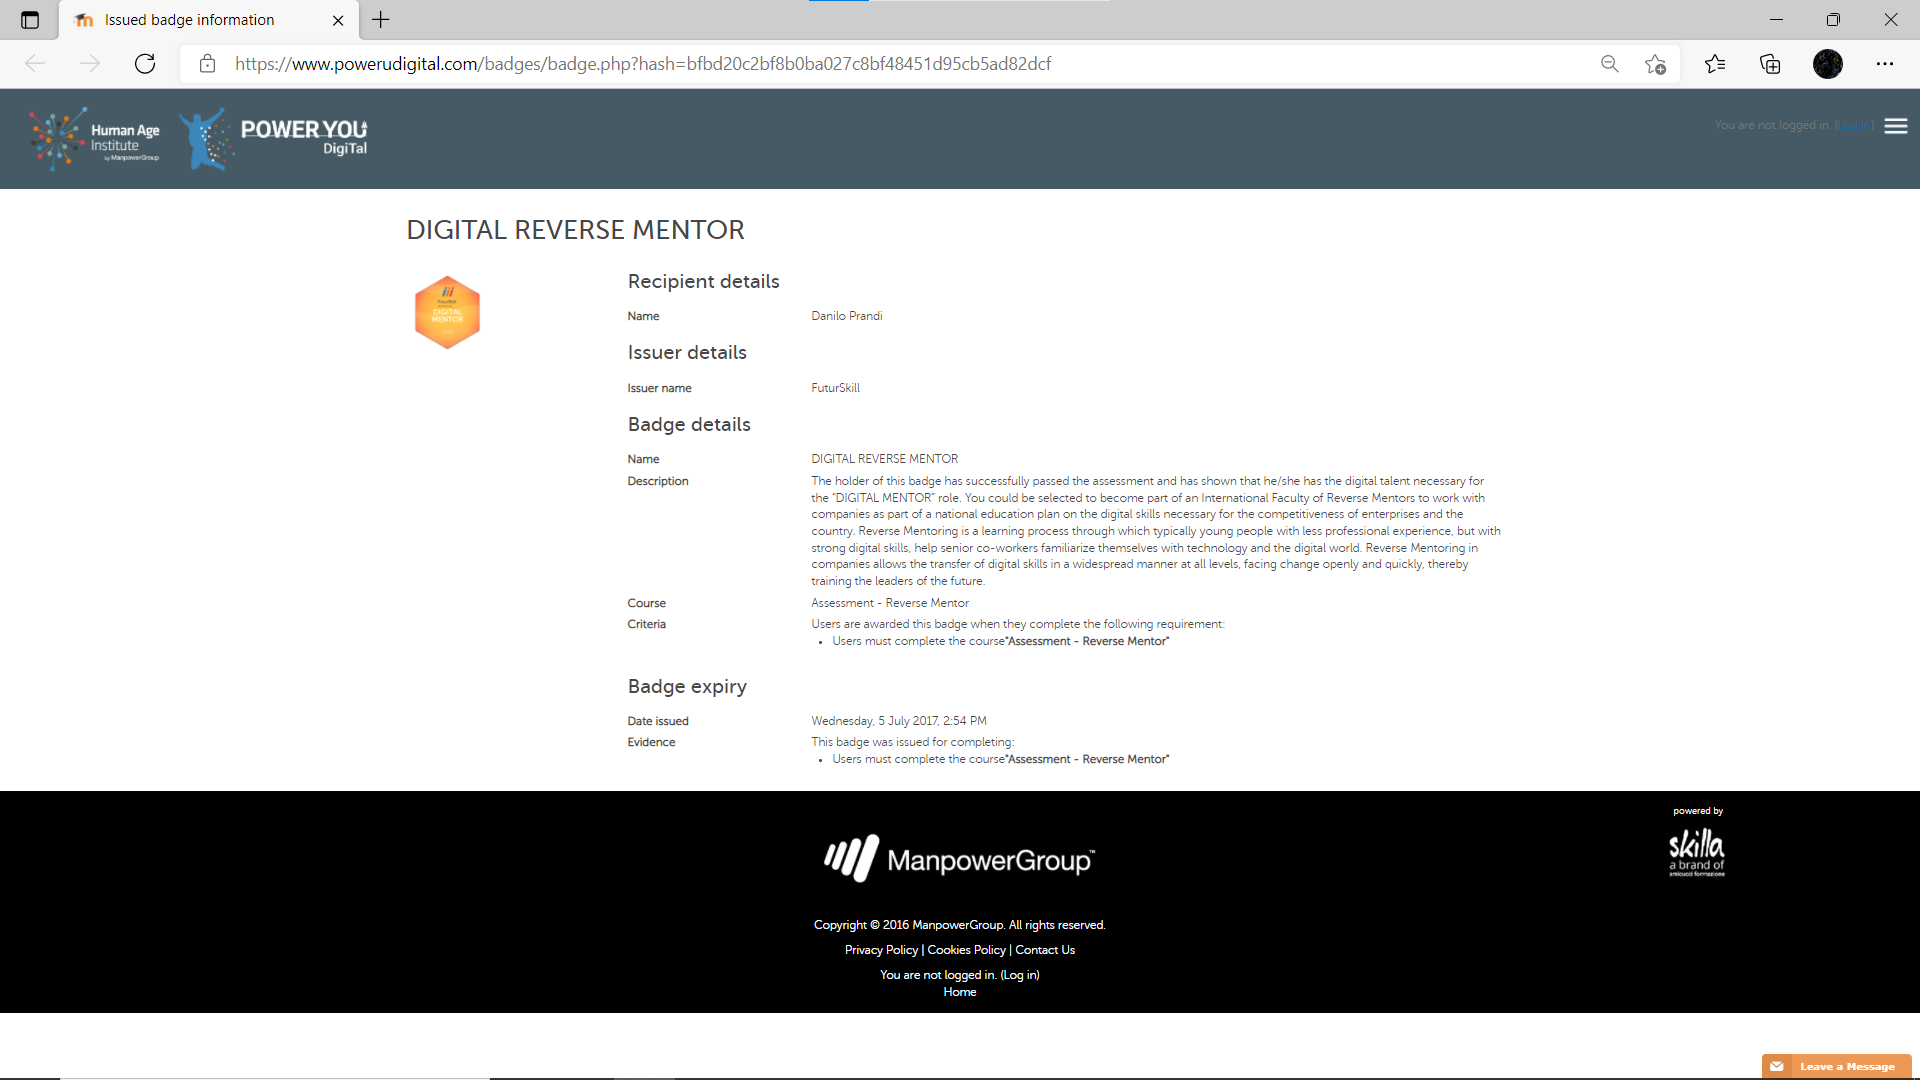 Issued badge information
https://www.powerudigital.com/badges/badge.php?hash=bfbd20c2bf8b0ba027c8bf48451d95cb5ad82dcf
Human Age
Institute
by ManpowerGroup
POWER YOU
DigiTal
You are not logged in. (Log in)
DIGITAL REVERSE MENTOR
FuturSkill
DIGITAL
MENTOR
Recipient details
Name Danilo Prandi
Issuer details
Issuer name FuturSkill
Badge details
Name DIGITAL REVERSE MENTOR
Description The holder of this badge has successfully passed the assessment and has shown that he/she has the digital talent necessary for
the "DIGITAL MENTOR" role. You could be selected to become part of an International Faculty of Reverse Mentors to work with
companies as part of a national education plan on the digital skills necessary for the competitiveness of enterprises and the
country. Reverse Mentoring is a learning process through which typically young people with less professional experience, but with
strong digital skills, help senior co-workers familiarize themselves with technology and the digital world. Reverse Mentoring in
companies allows the transfer of digital skills in a widespread manner at all levels, facing change openly and quickly, thereby
training the leaders of the future.
Course Assessment - Reverse Mentor
Criteria Users are awarded this badge when they complete the following requirement:
• Users must complete the course"Assessment - Reverse Mentor"
Badge expiry
Date issued Wednesday, 5 July 2017, 2:54 PM
Evidence This badge was issued for completing:
• Users must complete the course"Assessment - Reverse Mentor"
powered by
skilla
a brand of
amicucci formazione
ManpowerGroup™
Copyright © 2016 ManpowerGroup. All rights reserved.
Privacy Policy | Cookies Policy | Contact Us
You are not logged in. (Log in)
Home
Leave a Message